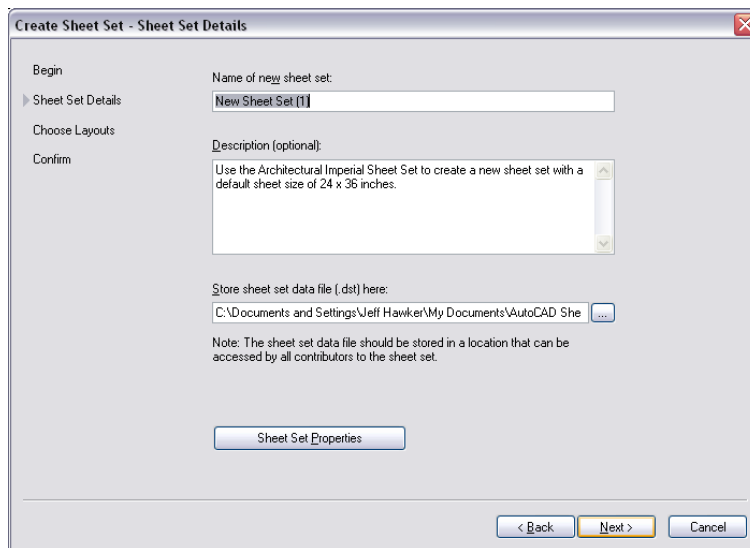 Create Sheet Set - Sheet Set Details
Begin
Sheet Set Details
Choose Layouts
Confirm
Name of new sheet set:
New Sheet Set (1)
Description (optional):
Use the Architectural Imperial Sheet Set to create a new sheet set with a
default sheet size of 24 x 36 inches.
Store sheet set data file (.dst) here:
C:\Documents and Settings\Jeff Hawker\My Documents\AutoCAD She
...
Note: The sheet set data file should be stored in a location that can be
accessed by all contributors to the sheet set.
Sheet Set Properties
< Back
Next >
Cancel